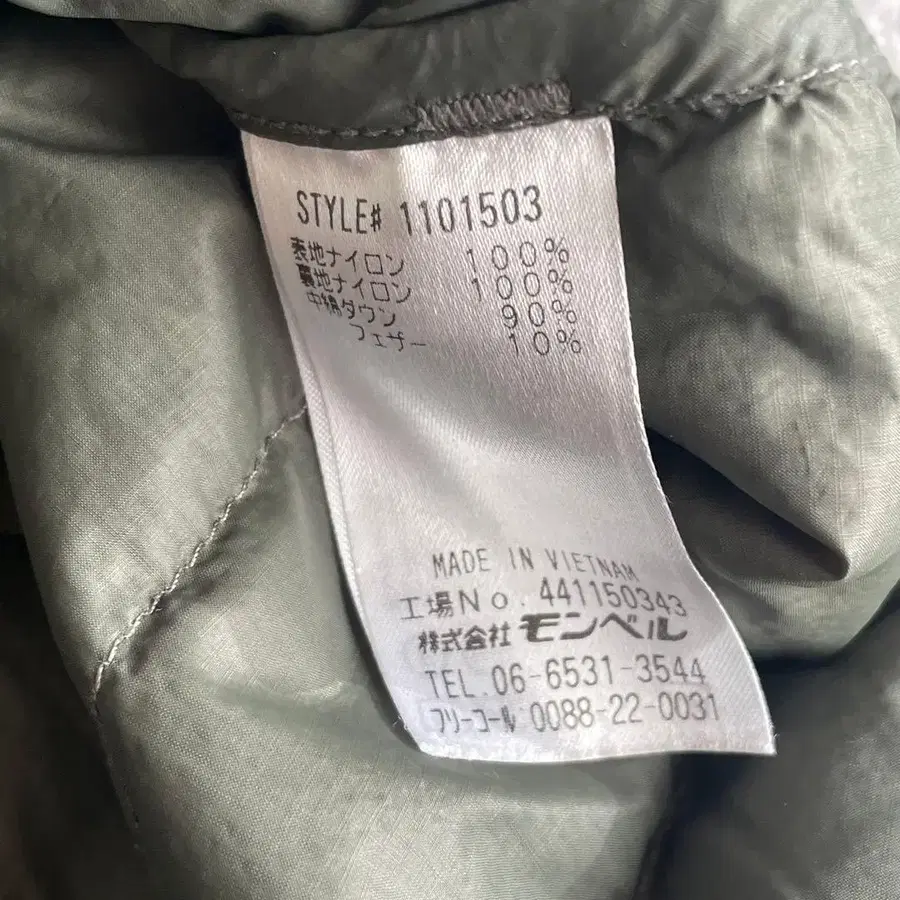 STYLE# 1101503
表地ナイロン 100%
裏地ナイロン 100%
中綿ダウン 90%
フェザー 10%
MADE IN VIETNAM
工場No. 441150343
株式会社 モンベル
TEL.06-6531-3544
フリーコール 0088-22-0031